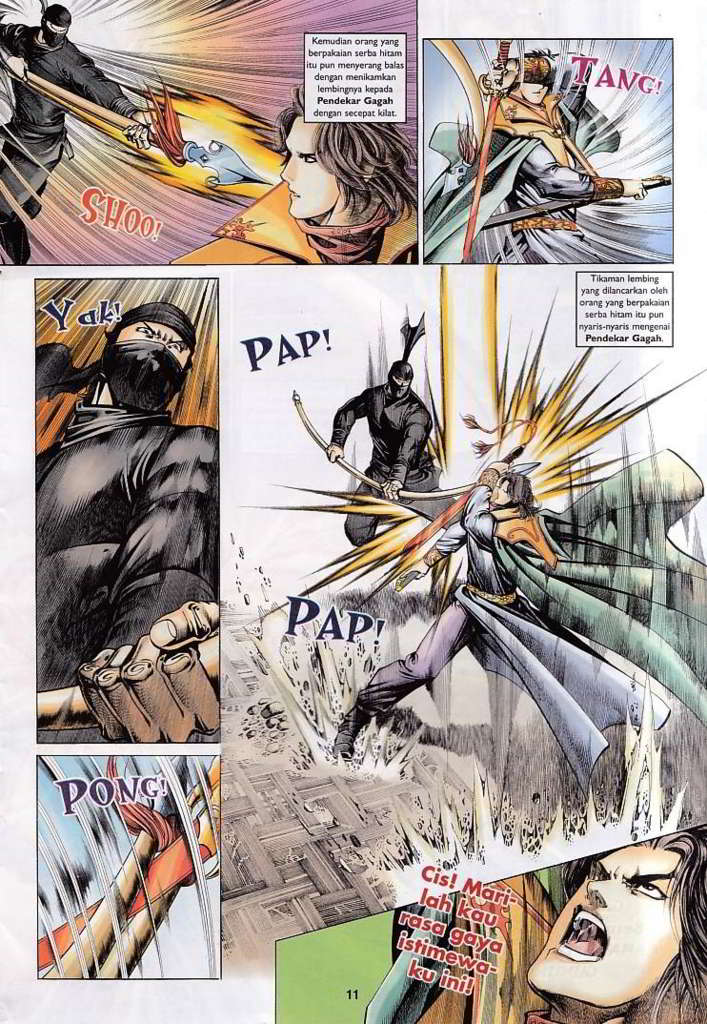 Kemudian orang yang
berpakaian serba hitam
itu pun menyerang balas
dengan menikamkan
lembingnya kepada
Pendekar Gagah
dengan secepat kilat.
SHOO!
TANG!
Yak!
PAP!
Tikaman lembing
yang dilancarkan oleh
orang yang berpakaian
serba hitam itu pun
nyaris-nyaris mengenai
Pendekar Gagah.
PAP!
PONG!
Cis! Mari-
lah kau
rasa gaya
istimewa-
ku ini!
11